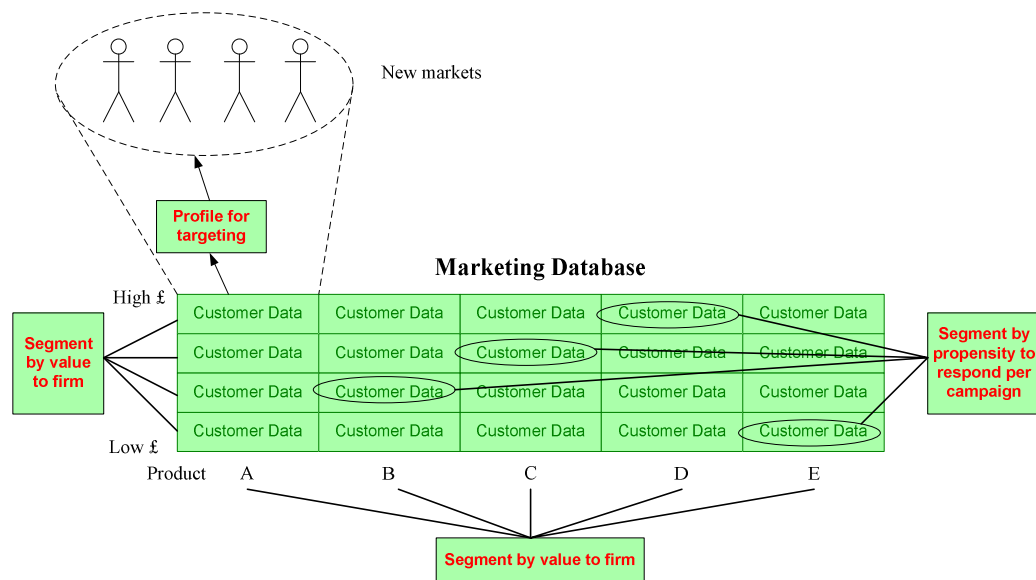 New markets
Profile for
targeting
Marketing Database
High £
Customer Data Customer Data Customer Data Customer Data Customer Data
Segment
by value
to firm
Customer Data Customer Data Customer Data Customer Data Customer Data
Segment by
propensity to
respond per
campaign
Customer Data Customer Data Customer Data Customer Data Customer Data
Customer Data Customer Data Customer Data Customer Data Customer Data
Low £
Product A B C D E
Segment by value to firm